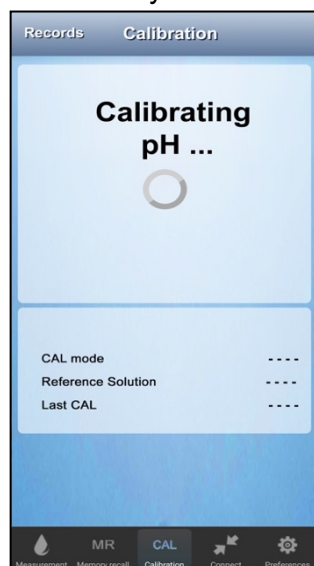 Records Calibration
Calibrating
pH ...
CAL mode ----
Reference Solution ----
Last CAL ----
MR CAL
Measurement Memory recall Calibration Connect Preferences